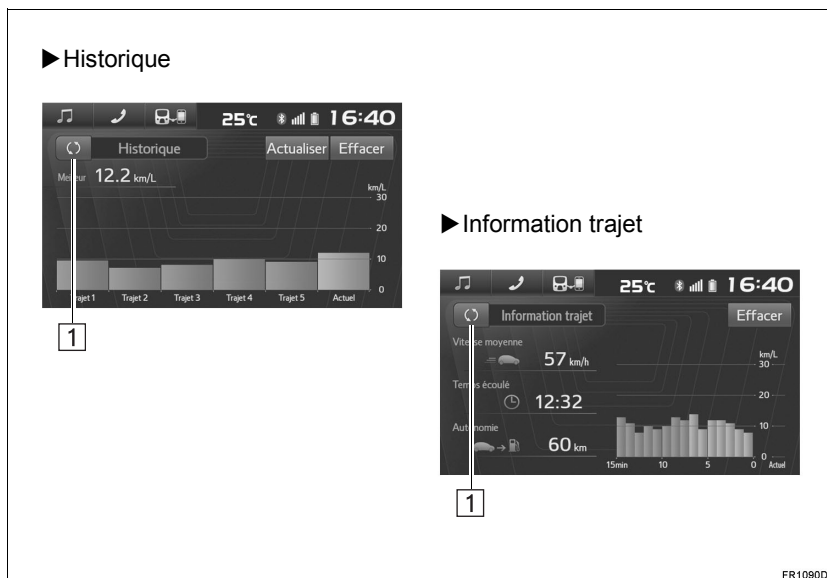 ▶Historique
25℃ 16:40
Historique Actualiser Effacer
Meilleur 12.2 km/L
km/L
30
20
10
0
Trajet 1 Trajet 2 Trajet 3 Trajet 4 Trajet 5 Actuel
1
▶Information trajet
25℃ 16:40
Information trajet Effacer
Vitesse moyenne
57 km/h
Temps écoulé
12:32
Autonomie
60 km
km/L
30
20
10
0
15min 10 5 0 Actuel
1
FR1090D